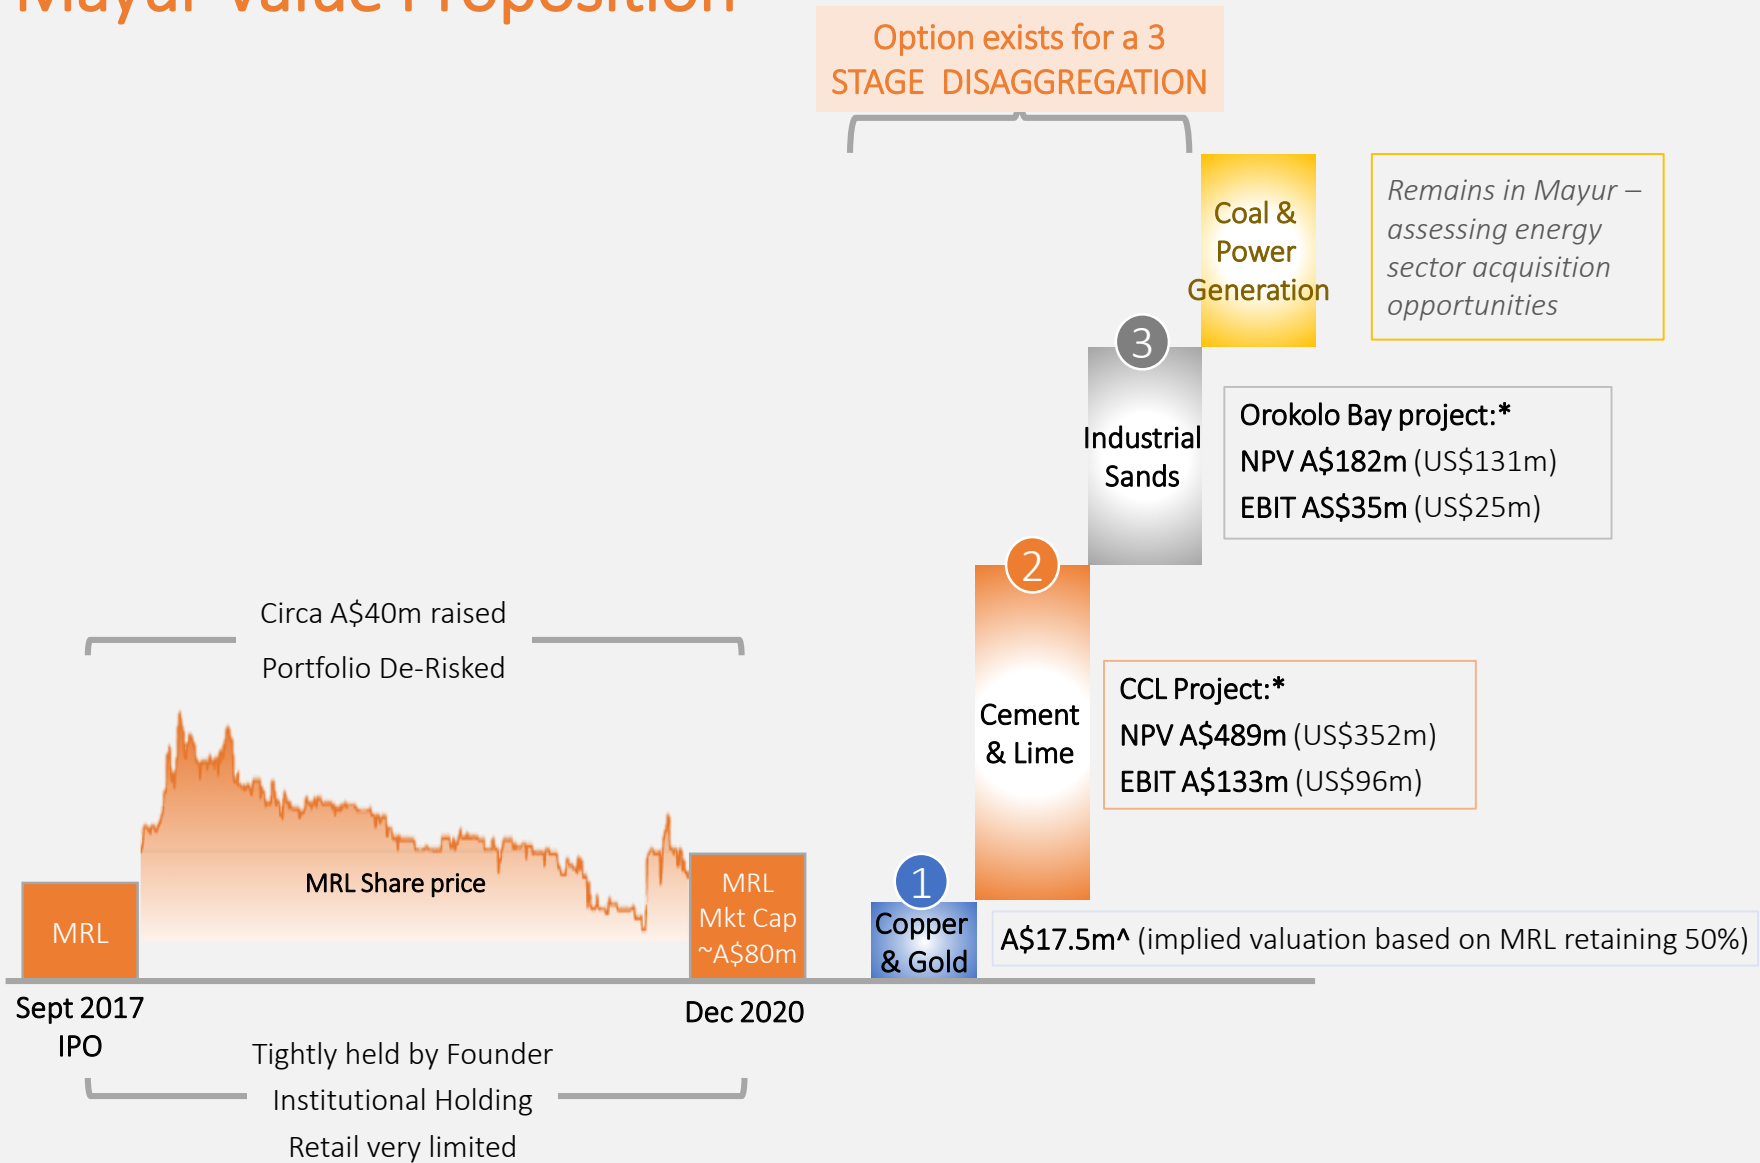 Mayur Value Proposition
Option exists for a 3
STAGE DISAGGREGATION
Coal &
Power
Generation
Remains in Mayur –
assessing energy
sector acquisition
opportunities
3
Industrial
Sands
Orokolo Bay project:*
NPV A$182m (US$131m)
EBIT AS$35m (US$25m)
2
Cement
& Lime
CCL Project:*
NPV A$489m (US$352m)
EBIT A$133m (US$96m)
1
Copper
& Gold
A$17.5m^ (implied valuation based on MRL retaining 50%)
Circa A$40m raised
Portfolio De-Risked
MRL Share price
MRL
MRL
Mkt Cap
~A$80m
Sept 2017
IPO
Dec 2020
Tightly held by Founder
Institutional Holding
Retail very limited